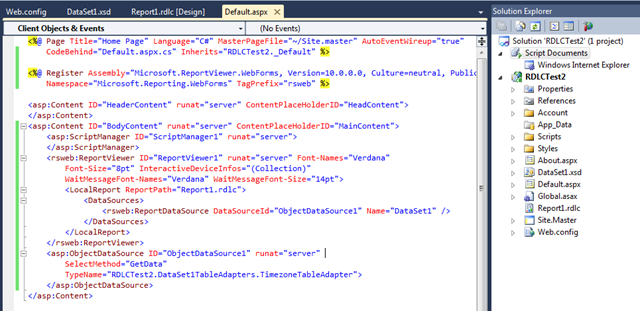 Web.config
DataSet1.xsd
Report1.rdlc [Design]
Default.aspx
Client Objects & Events
(No Events)
<%@ Page Title="Home Page" Language="C#" MasterPageFile="~/Site.master" AutoEventWireup="true"
CodeBehind="Default.aspx.cs" Inherits="RDLCTest2._Default" %>
<%@ Register Assembly="Microsoft.ReportViewer.WebForms, Version=10.0.0.0, Culture=neutral, Public
Namespace="Microsoft.Reporting.WebForms" TagPrefix="rsweb" %>
<asp:Content ID="HeaderContent" runat="server" ContentPlaceHolderID="HeadContent">
</asp:Content>
<asp:Content ID="BodyContent" runat="server" ContentPlaceHolderID="MainContent">
<asp:ScriptManager ID="ScriptManager1" runat="server">
</asp:ScriptManager>
<rsweb:ReportViewer ID="ReportViewer1" runat="server" Font-Names="Verdana"
Font-Size="8pt" InteractiveDeviceInfos="(Collection)"
WaitMessageFont-Names="Verdana" WaitMessageFont-Size="14pt">
<LocalReport ReportPath="Report1.rdlc">
<DataSources>
<rsweb:ReportDataSource DataSourceId="ObjectDataSource1" Name="DataSet1" />
</DataSources>
</LocalReport>
</rsweb:ReportViewer>
<asp:ObjectDataSource ID="ObjectDataSource1" runat="server"
SelectMethod="GetData"
TypeName="RDLCTest2.DataSet1TableAdapters.TimezoneTableAdapter">
</asp:ObjectDataSource>
</asp:Content>
Solution Explorer
Solution 'RDLCTest2' (1 project)
Script Documents
Windows Internet Explorer
RDLCTest2
Properties
References
Account
App_Data
Scripts
Styles
About.aspx
DataSet1.xsd
Default.aspx
Global.asax
Report1.rdlc
Site.Master
Web.config